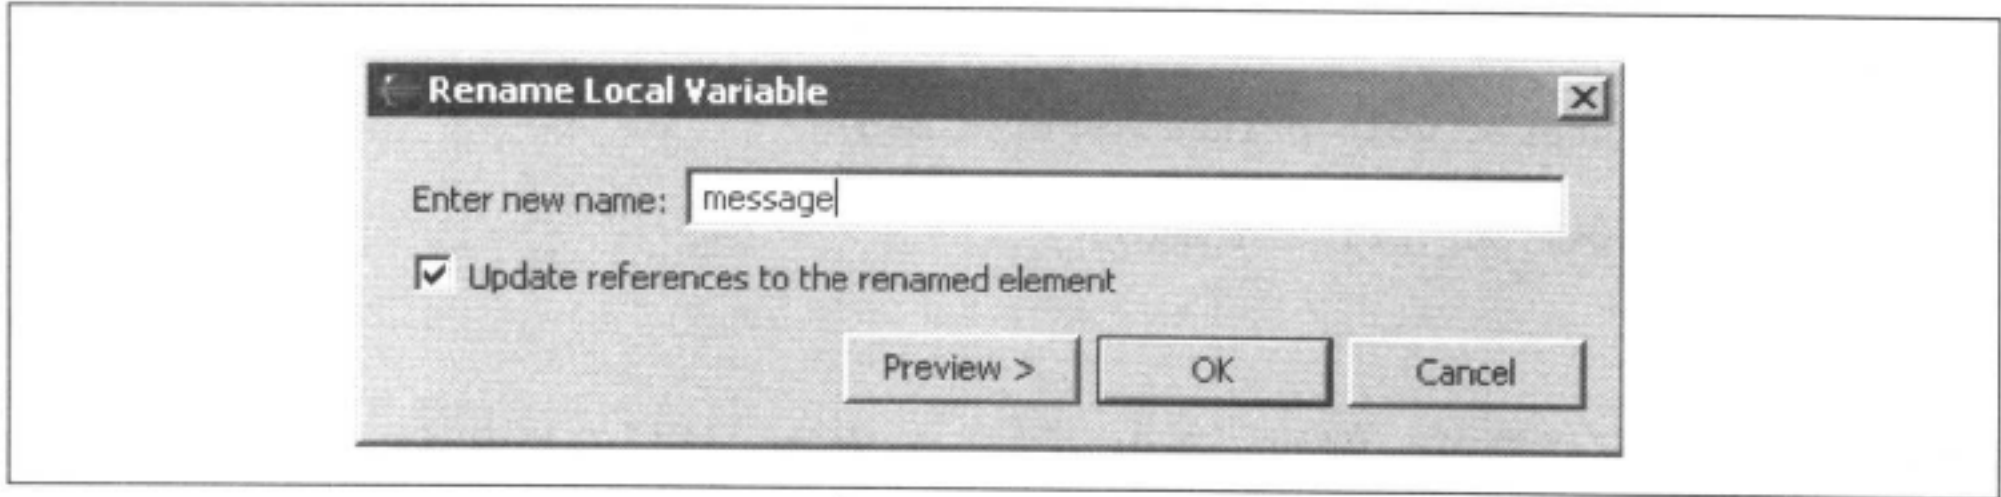 Rename Local Variable
Enter new name: message
Update references to the renamed element
Preview > OK Cancel